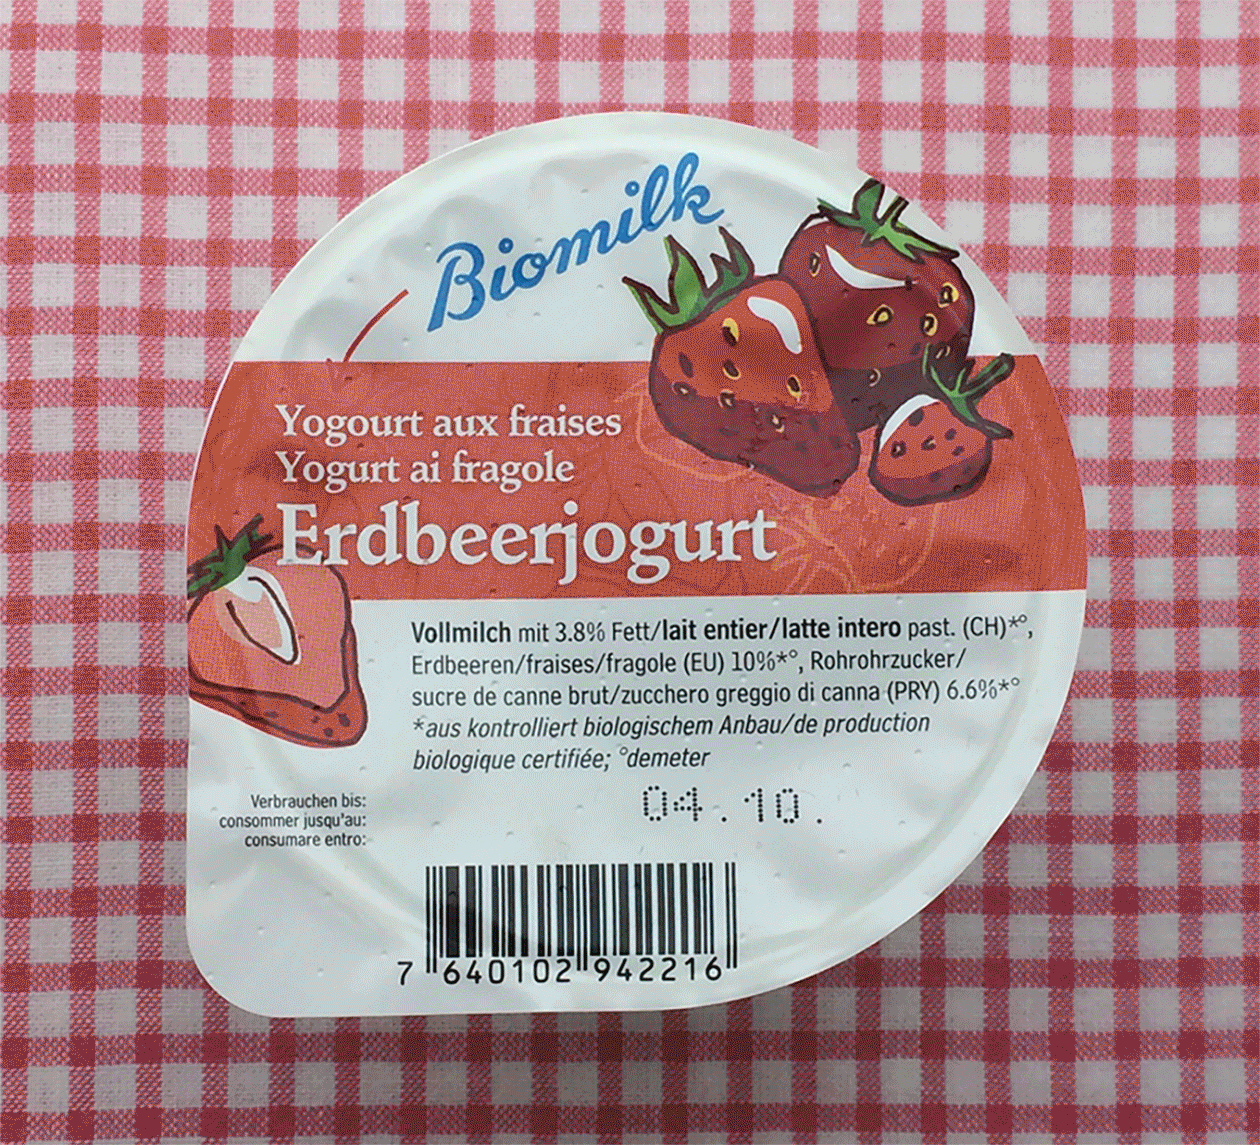 Biomilk
Yogourt aux fraises
Yogurt ai fragole
Erdbeerjogurt
Vollmilch mit 3.8% Fett/lait entier/latte intero past. (CH)*°,
Erdbeeren/fraises/fragole (EU) 10%*°, Rohrohrzucker/
sucre de canne brut/zucchero greggio di canna (PRY) 6.6%*°
*aus kontrolliert biologischem Anbau/de production
biologique certifiée; °demeter
04.10.
Verbrauchen bis:
consommer jusqu'au:
consumare entro:
7 640102 942216